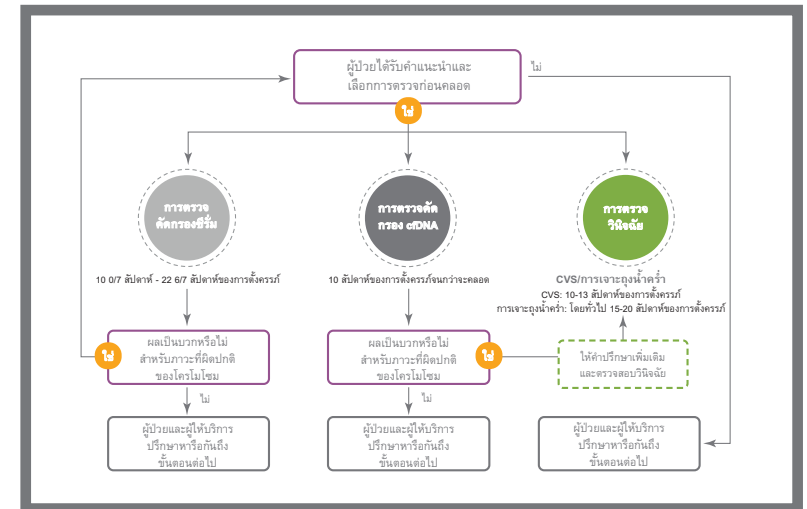 ผู้ป่วยได้รับคำแนะนำและ
เลือกการตรวจก่อนคลอด
ไม่
ใช่
การตรวจ
คัดกรองซีรั่ม
การตรวจคัด
กรอง cfDNA
การตรวจ
วินิจฉัย
10 0/7 สัปดาห์ - 22 6/7 สัปดาห์ของการตั้งครรภ์
10 สัปดาห์ของการตั้งครรภ์จนกว่าจะคลอด
CVS/การเจาะถุงน้ำคร่ำ
CVS: 10-13 สัปดาห์ของการตั้งครรภ์
การเจาะถุงน้ำคร่ำ: โดยทั่วไป 15-20 สัปดาห์ของการตั้งครรภ์
ใช่
ผลเป็นบวกหรือไม่
สำหรับภาวะที่ผิดปกติ
ของโครโมโซม
ผลเป็นบวกหรือไม่
สำหรับภาวะที่ผิดปกติ
ของโครโมโซม
ใช่
ให้คำปรึกษาเพิ่มเติม
และตรวจสอบวินิจฉัย
ไม่
ไม่
ผู้ป่วยและผู้ให้บริการ
ปรึกษาหารือกันถึง
ขั้นตอนต่อไป
ผู้ป่วยและผู้ให้บริการ
ปรึกษาหารือกันถึง
ขั้นตอนต่อไป
ผู้ป่วยและผู้ให้บริการ
ปรึกษาหารือกันถึง
ขั้นตอนต่อไป